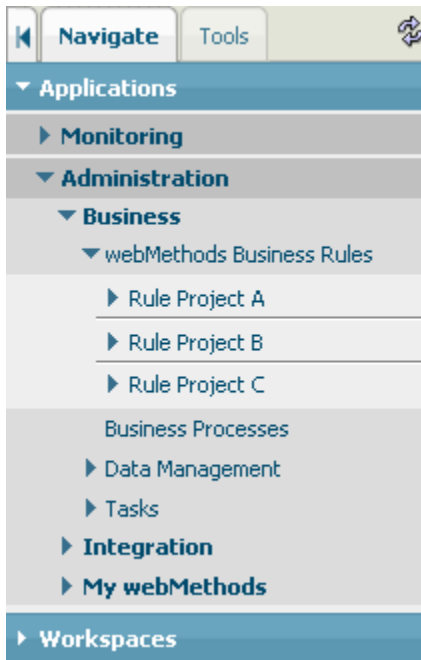 Navigate Tools
Applications
Monitoring
Administration
Business
webMethods Business Rules
Rule Project A
Rule Project B
Rule Project C
Business Processes
Data Management
Tasks
Integration
My webMethods
Workspaces